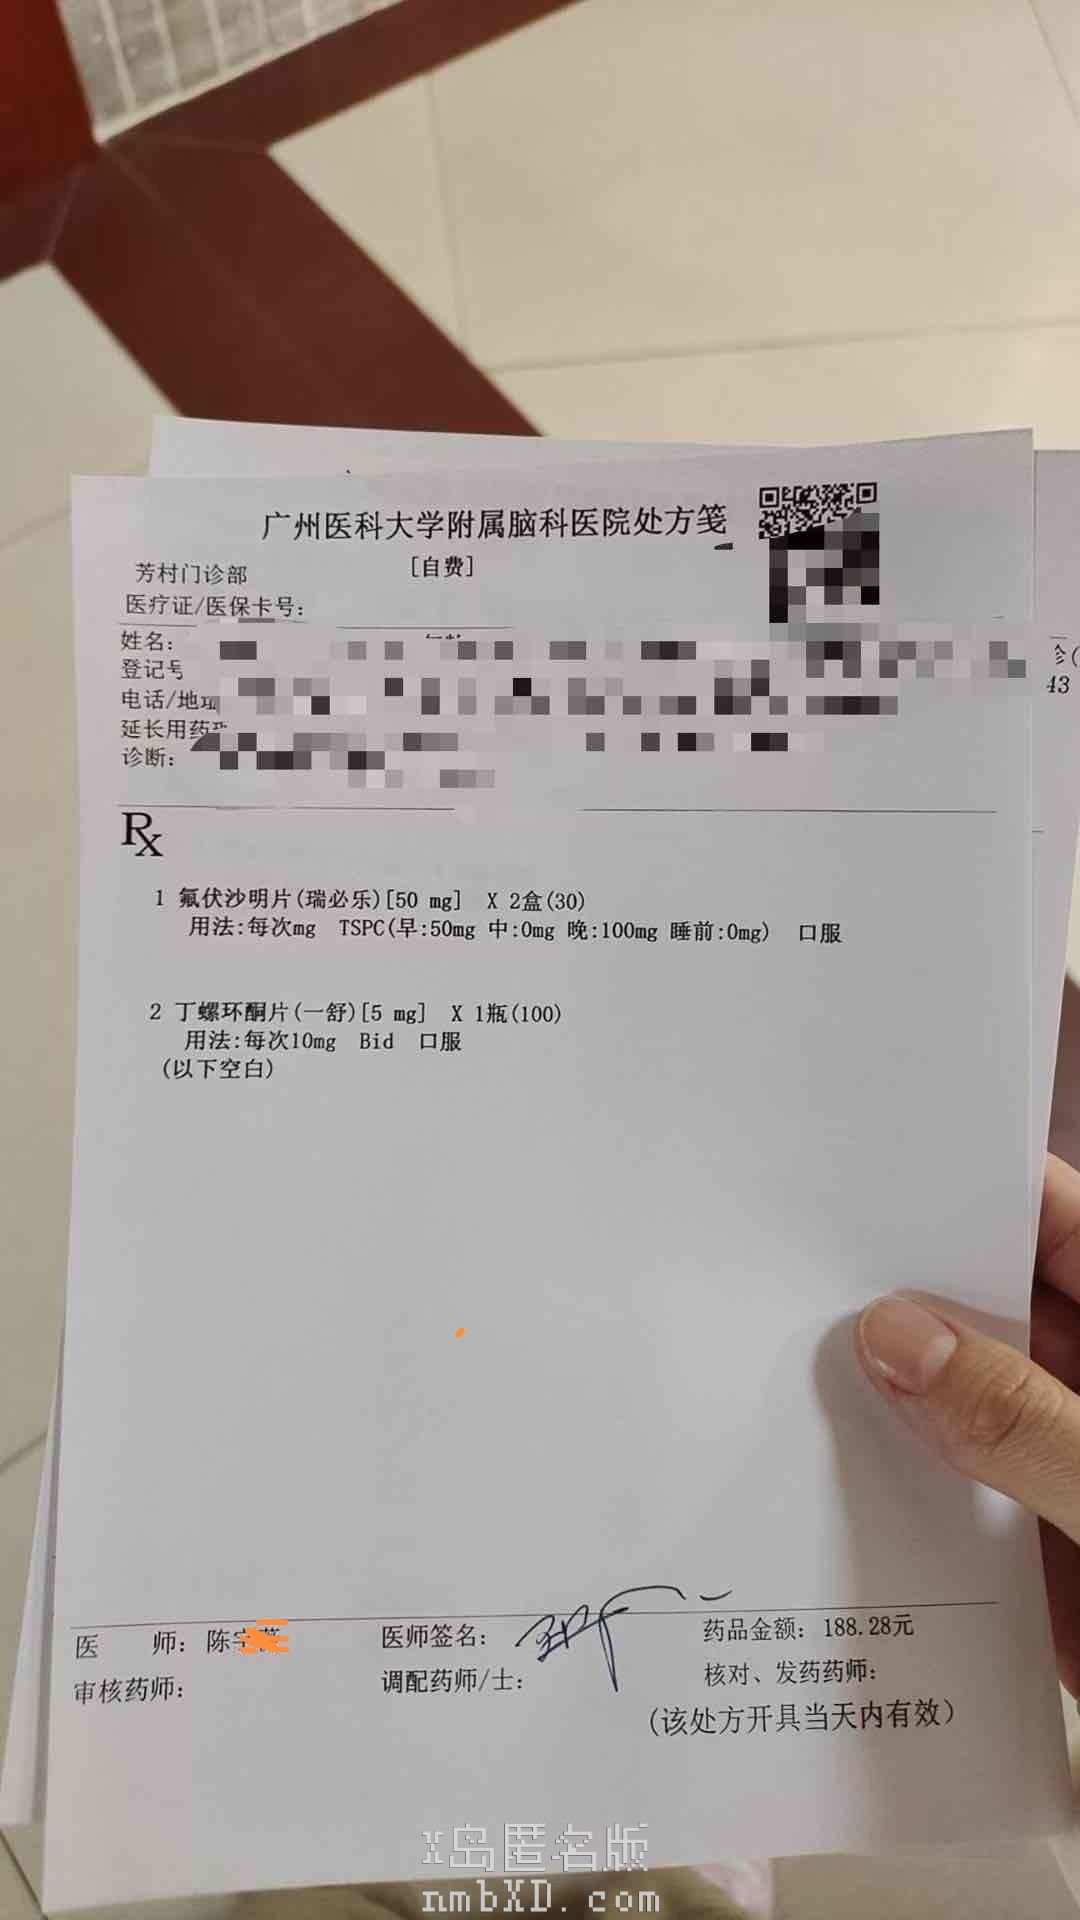 广州医科大学附属脑科医院处方笺
[自费]
芳村门诊部
医疗证/医保卡号:
姓名:
登记号
电话/地址
延长用药
诊断:
诊(
43
Rx
1 氟伏沙明片(瑞必乐)[50 mg] X 2盒(30)
用法:每次mg TSPC(早:50mg 中:0mg 晚:100mg 睡前:0mg) 口服
2 丁螺环酮片(一舒)[5 mg] X 1瓶(100)
用法:每次10mg Bid 口服
(以下空白)
医 师: 陈 医师签名: 药品金额: 188.28元
审核药师: 调配药师/士: 核对、发药药师:
(该处方开具当天内有效)
X岛匿名版
nmbXD.com